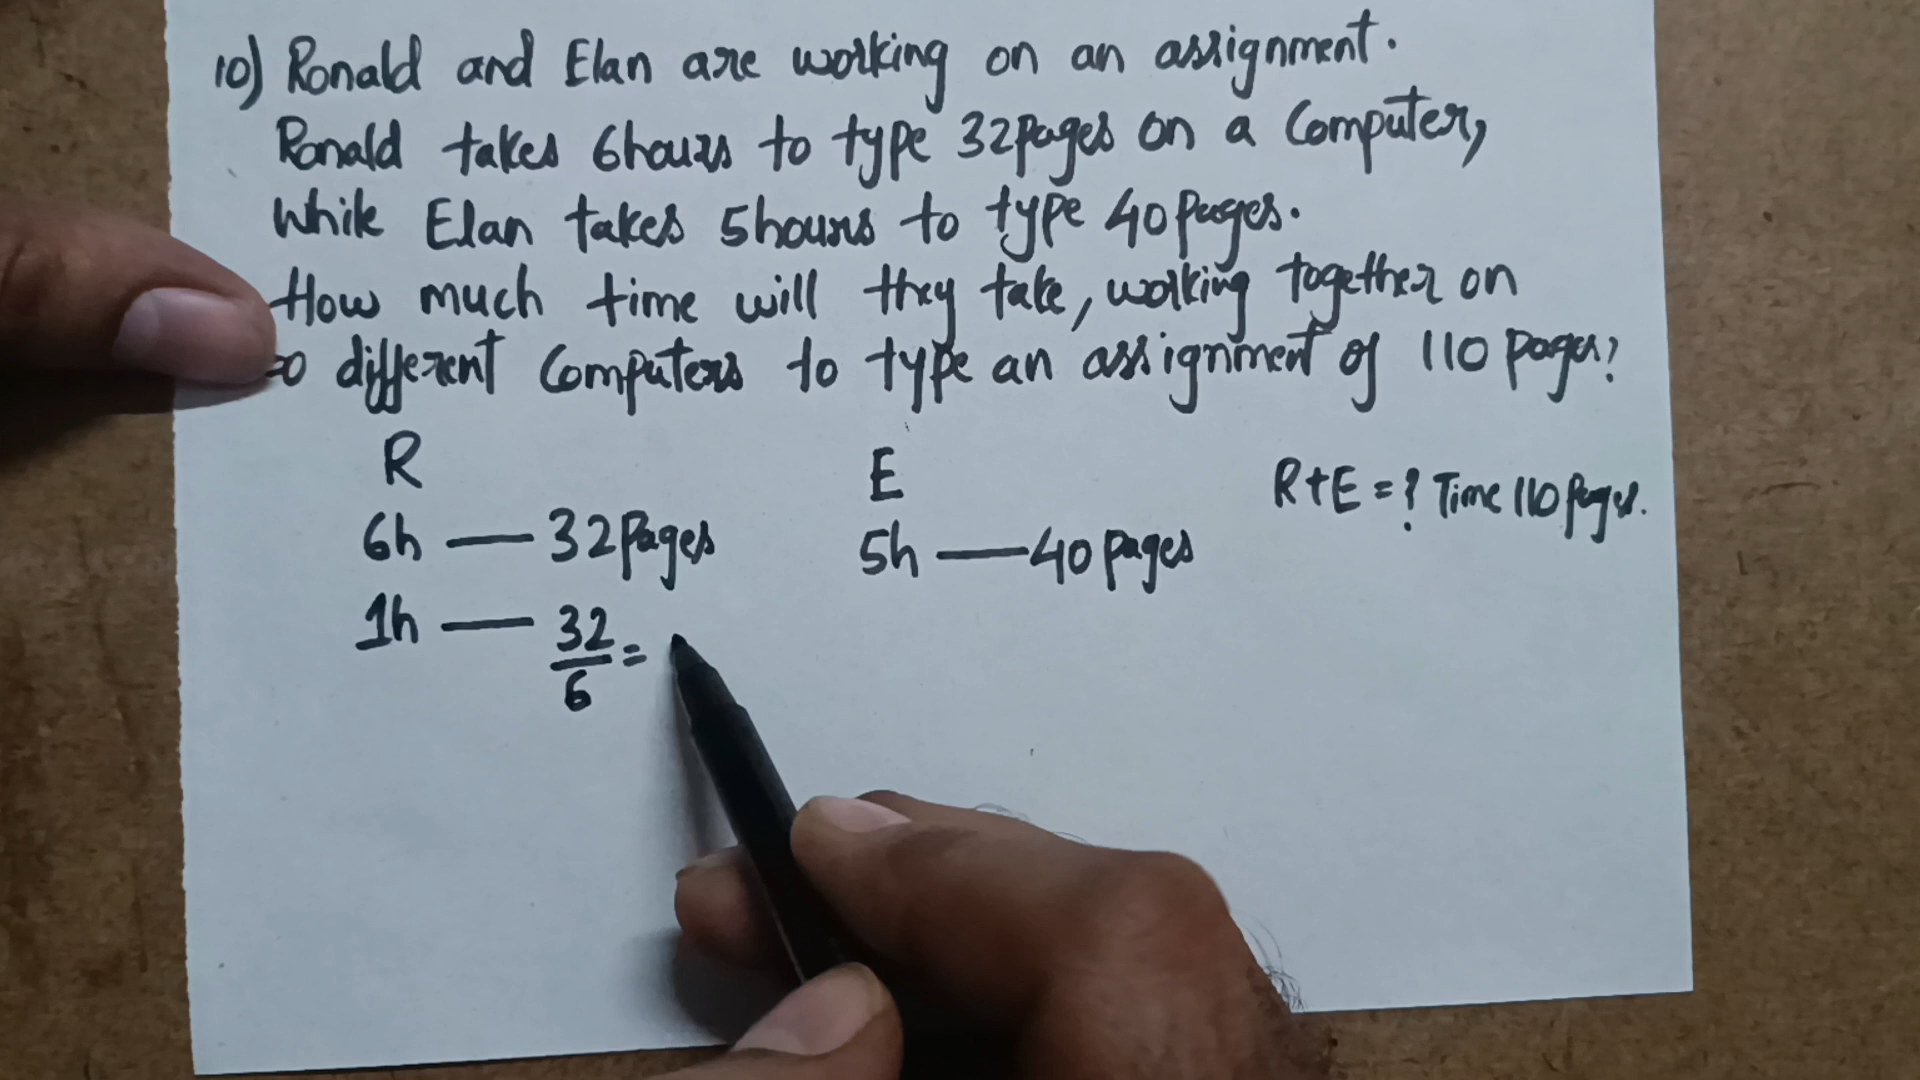 10) Ronald and Elan are working on an assignment.
Ronald takes 6hours to type 32pages on a Computer,
While Elan takes 5hours to type 40 pages.
How much time will they take, working together on
different Computers to type an assignment of 110 pages?
R
E
R+E = ? Time 110 pages.
6h — 32Pages
5h — 40 pages
1h — 32/6 =